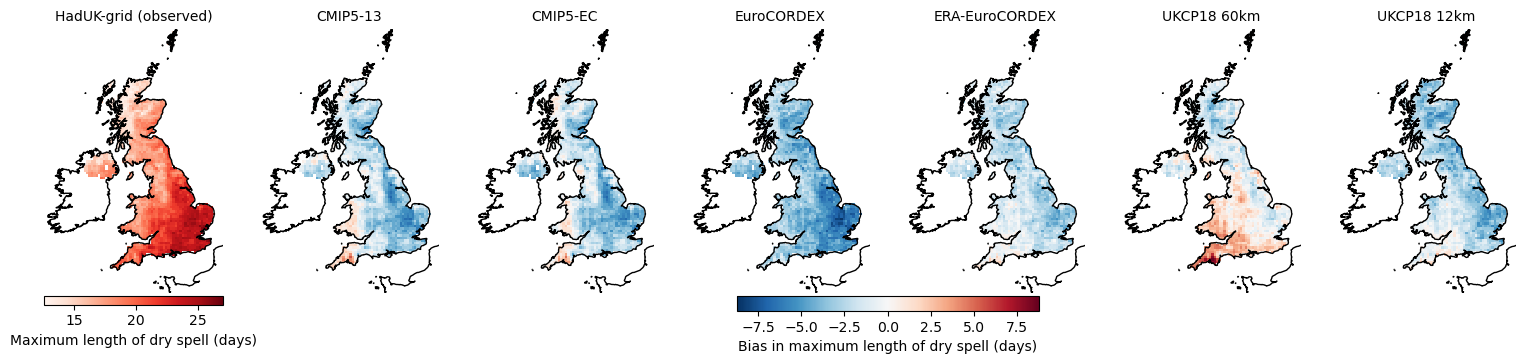 HadUK-grid (observed)
CMIP5-13
CMIP5-EC
EuroCORDEX
ERA-EuroCORDEX
UKCP18 60km
UKCP18 12km
15 20 25
Maximum length of dry spell (days)
−7.5 −5.0 −2.5 0.0 2.5 5.0 7.5
Bias in maximum length of dry spell (days)